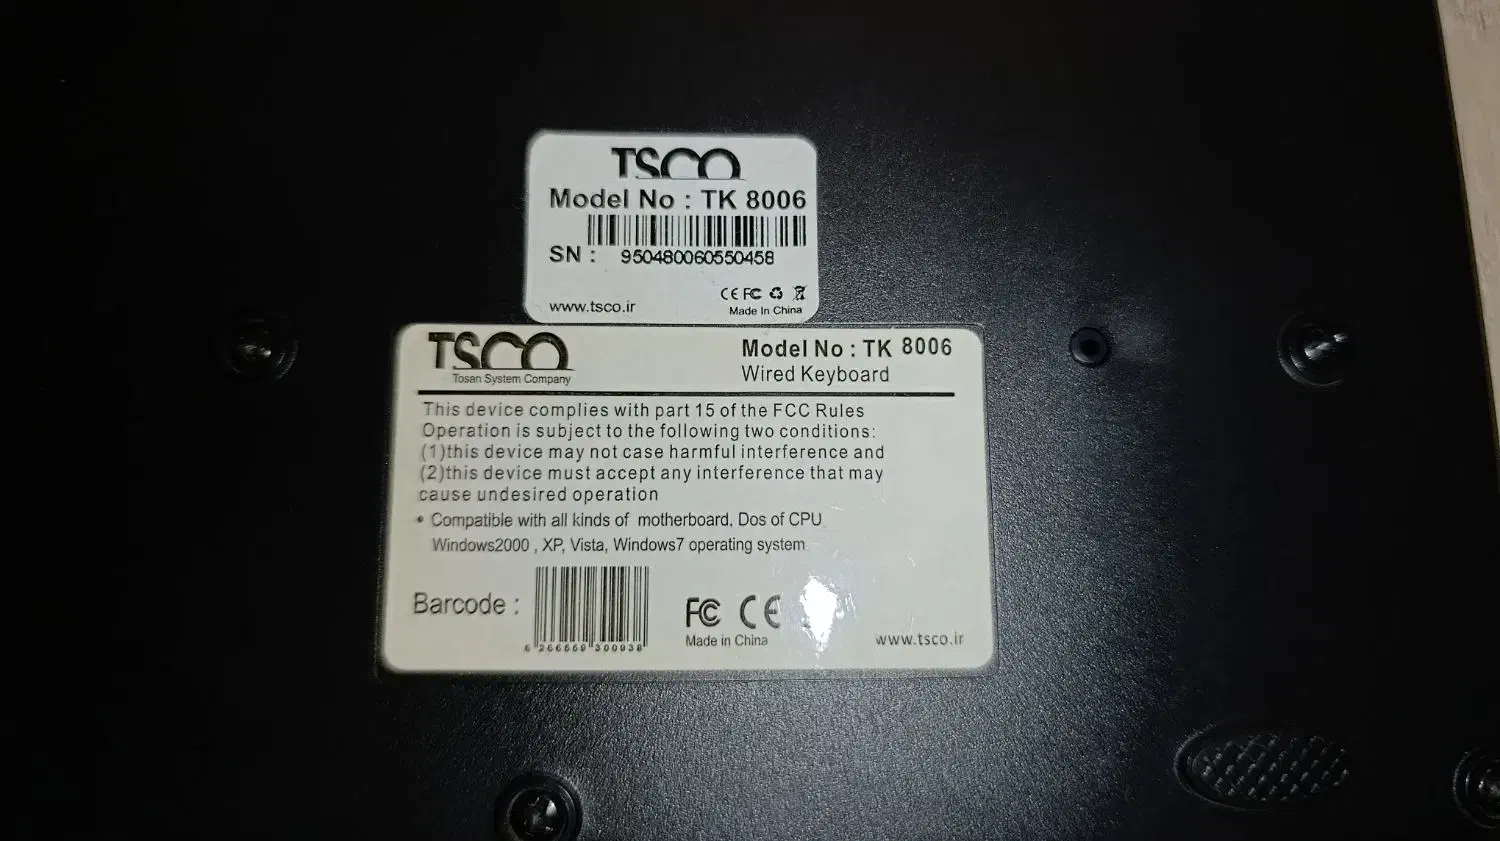 TSCO
Model No : TK 8006
SN : 950480060550458
CE FC
www.tsco.ir
Made In China
TSCO
Tosan System Company
Model No : TK 8006
Wired Keyboard
This device complies with part 15 of the FCC Rules
Operation is subject to the following two conditions:
(1)this device may not case harmful interference and
(2)this device must accept any interference that may
cause undesired operation
• Compatible with all kinds of motherboard, Dos of CPU
Windows2000 , XP, Vista, Windows7 operating system
Barcode :
6 266669 300938
FC CE
Made in China
www.tsco.ir